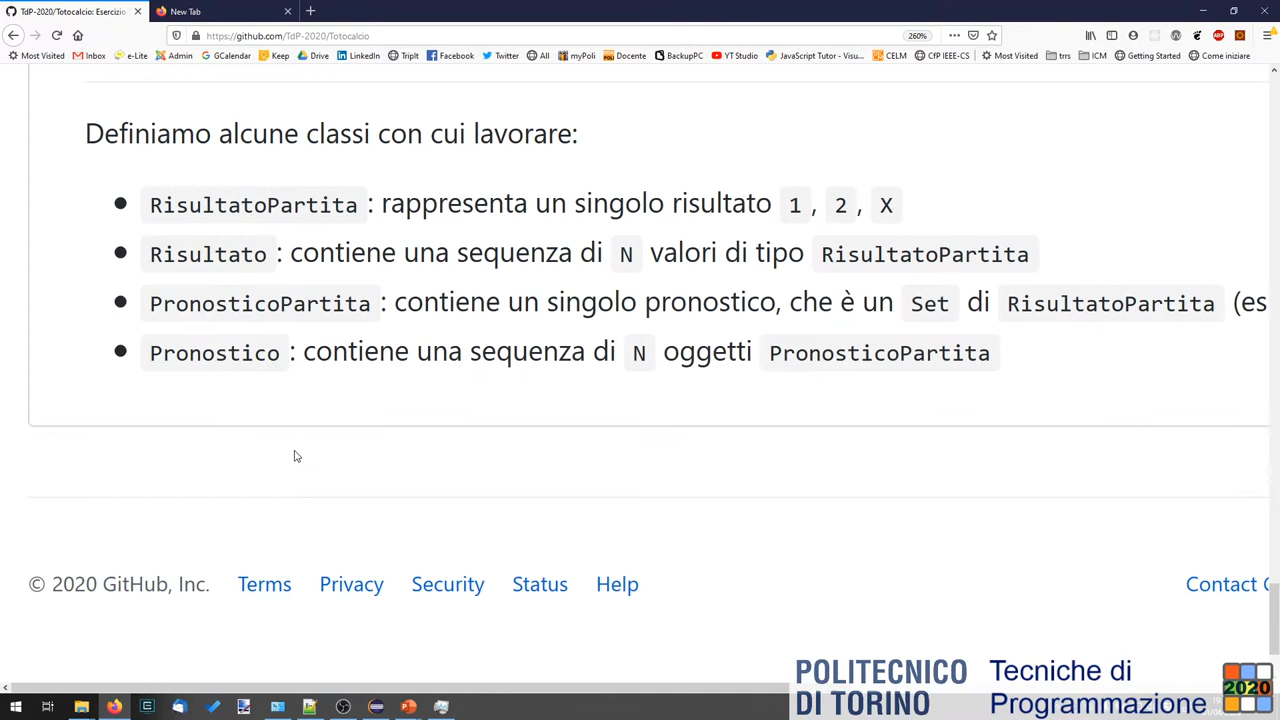 TdP-2020/Totocalcio: Esercizio
New Tab
https://github.com/TdP-2020/Totocalcio
260%
Most Visited
Inbox
e-Lite
Admin
GCalendar
Keep
Drive
LinkedIn
TripIt
Facebook
Twitter
All
myPoli
Docente
BackupPC
YT Studio
JavaScript Tutor - Visu...
CELM
CfP IEEE-CS
Most Visited
trrs
ICM
Getting Started
Come iniziare
Definiamo alcune classi con cui lavorare:
RisultatoPartita: rappresenta un singolo risultato 1, 2, X
Risultato: contiene una sequenza di N valori di tipo RisultatoPartita
PronosticoPartita: contiene un singolo pronostico, che è un Set di RisultatoPartita (es
Pronostico: contiene una sequenza di N oggetti PronosticoPartita
© 2020 GitHub, Inc.
Terms
Privacy
Security
Status
Help
Contact
POLITECNICO
DI TORINO
Tecniche di
Programmazione
2020